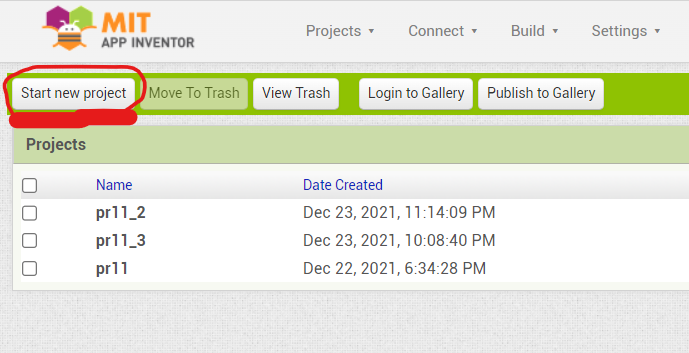 MIT
APP INVENTOR
Projects Connect Build Settings
Start new project Move To Trash View Trash Login to Gallery Publish to Gallery
Projects
Name Date Created
pr11_2 Dec 23, 2021, 11:14:09 PM
pr11_3 Dec 23, 2021, 10:08:40 PM
pr11 Dec 22, 2021, 6:34:28 PM